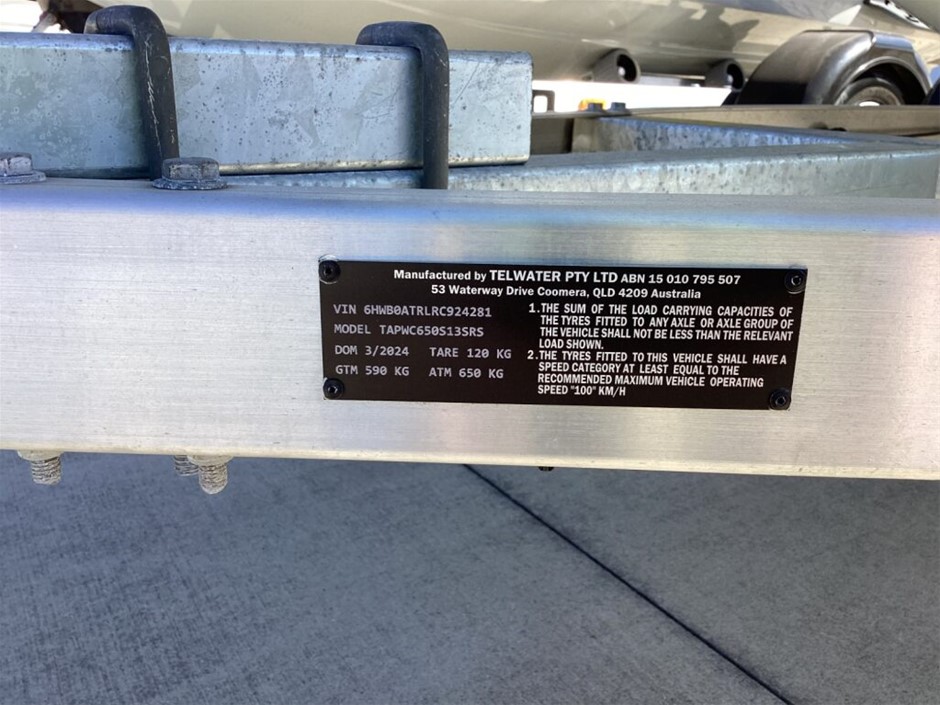 Manufactured by TELWATER PTY LTD ABN 15 010 795 507
53 Waterway Drive Coomera, QLD 4209 Australia
VIN 6HWB0ATRLRC924281
MODEL TAPWC650S13SRS
DOM 3/2024 TARE 120 KG
GTM 590 KG ATM 650 KG
1. THE SUM OF THE LOAD CARRYING CAPACITIES OF
THE TYRES FITTED TO ANY AXLE OR AXLE GROUP OF
THE VEHICLE SHALL NOT BE LESS THAN THE RELEVANT
LOAD SHOWN.
2. THE TYRES FITTED TO THIS VEHICLE SHALL HAVE A
SPEED CATEGORY AT LEAST EQUAL TO THE
RECOMMENDED MAXIMUM VEHICLE OPERATING
SPEED "100" KM/H